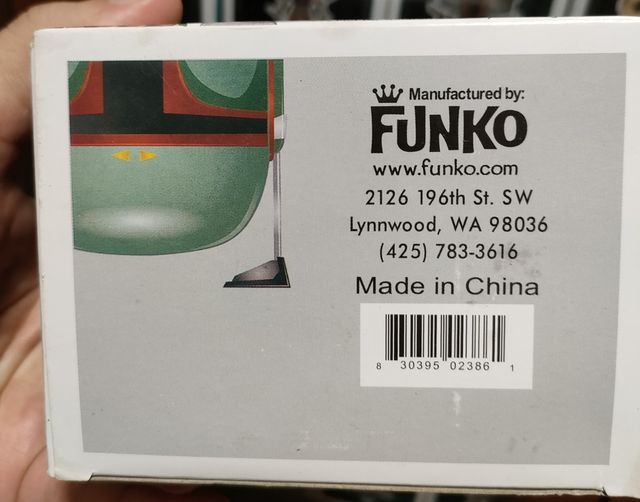 Manufactured by:
FUNKO
www.funko.com
2126 196th St. SW
Lynnwood, WA 98036
(425) 783-3616
Made in China
8 30395 02386 1